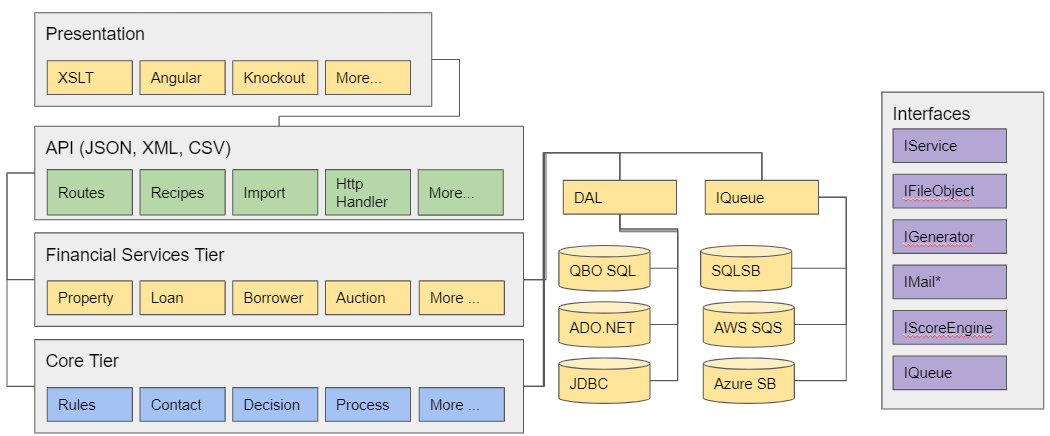 Presentation
XSLT
Angular
Knockout
More...
API (JSON, XML, CSV)
Routes
Recipes
Import
Http
Handler
More...
Financial Services Tier
Property
Loan
Borrower
Auction
More ...
Core Tier
Rules
Contact
Decision
Process
More ...
DAL
QBO SQL
ADO.NET
JDBC
IQueue
SQLSB
AWS SQS
Azure SB
Interfaces
IService
IFileObject
IGenerator
IMail*
IScoreEngine
IQueue